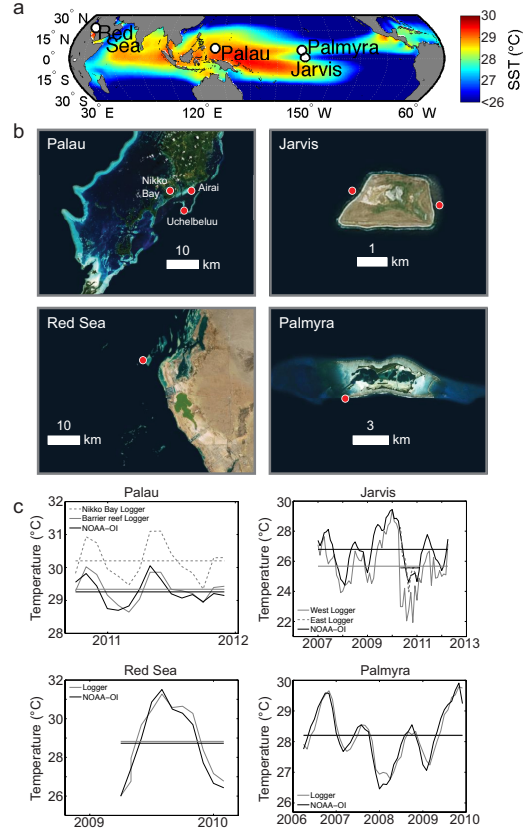 a
30 N
15 N
0°
15 S
30 S
30 E
120 E
150 W
60 W
Red
Sea
Palau
Palmyra
Jarvis
30
29
28
27
<26
SST (°C)
b
Palau
Nikko
Bay
Airai
Uchelbeluu
10
km
Jarvis
1
km
Red Sea
10
km
Palmyra
3
km
c
Palau
Temperature (°C)
32
31
30
29
28
Nikko Bay Logger
Barrier reef Logger
NOAA–OI
2011
2012
Jarvis
Temperature (°C)
30
28
26
24
22
West Logger
East Logger
NOAA–OI
2007
2009
2011
2013
Red Sea
Temperature (°C)
32
30
28
26
Logger
NOAA–OI
2009
2010
Palmyra
Temperature (°C)
30
29
28
27
26
Logger
NOAA–OI
2006
2007
2008
2009
2010